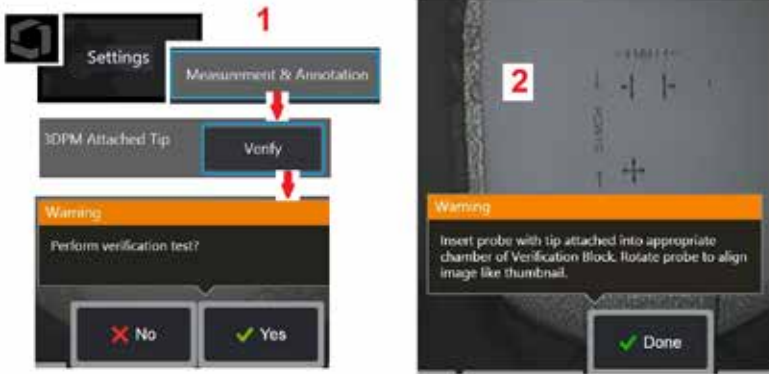 1
Settings
Measurement & Annotation
3DPM Attached Tip
Verify
Warning
Perform verification test?
No
Yes
2
Warning
Insert probe with tip attached into appropriate
chamber of Verification Block. Rotate probe to align
image like thumbnail.
Done